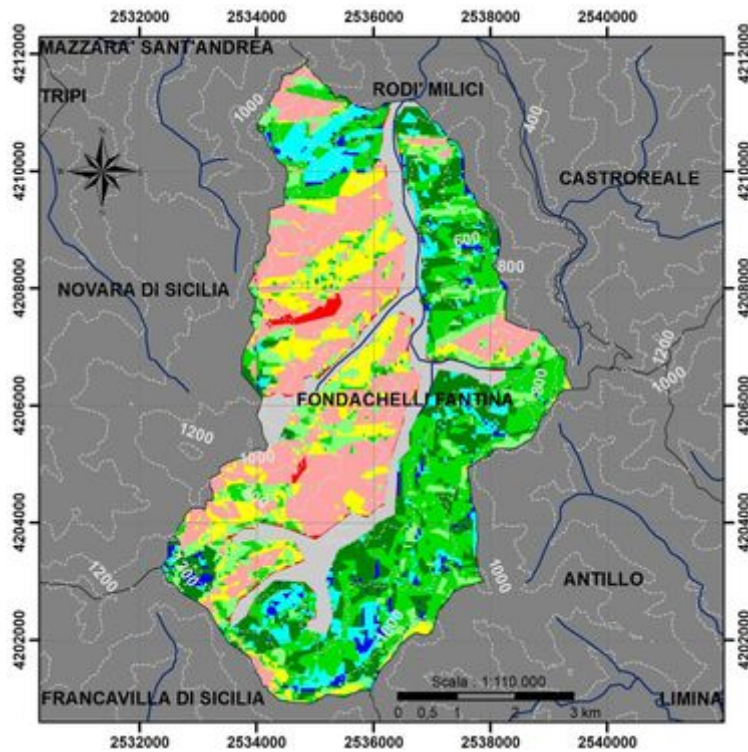 2532000 2534000 2536000 2538000 2540000
4212000 4212000
MAZZARA' SANT'ANDREA
TRIPI
RODI' MILICI
1000
400
4210000 4210000
CASTROREALE
600
800
4208000 4208000
NOVARA DI SICILIA
1200
1000
800
4206000 4206000
FONDACHELLI FANTINA
1200
1000
4204000 4204000
1200
1000
ANTILLO
4202000 4202000
1000
Scala : 1:110.000
FRANCAVILLA DI SICILIA
LIMINA
0 0,5 1 2 3 km
2532000 2534000 2536000 2538000 2540000